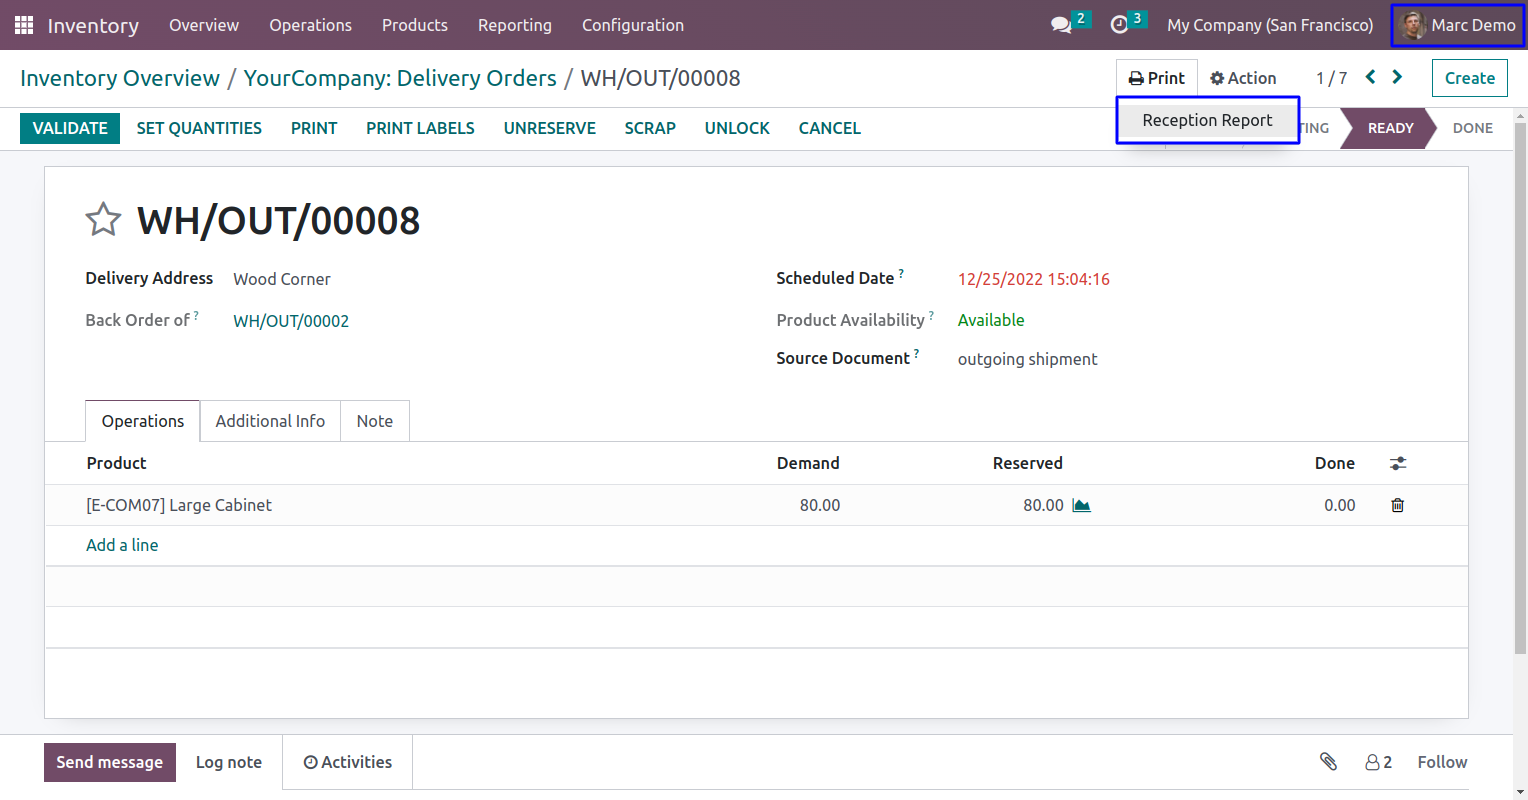 Inventory Overview Operations Products Reporting Configuration 2 3 My Company (San Francisco) Marc Demo
Inventory Overview / YourCompany: Delivery Orders / WH/OUT/00008 Print Action 1 / 7 Create
Reception Report
VALIDATE SET QUANTITIES PRINT PRINT LABELS UNRESERVE SCRAP UNLOCK CANCEL TING READY DONE
WH/OUT/00008
Delivery Address Wood Corner Scheduled Date ? 12/25/2022 15:04:16
Back Order of ? WH/OUT/00002 Product Availability ? Available
Source Document ? outgoing shipment
Operations Additional Info Note
Product Demand Reserved Done
[E-COM07] Large Cabinet 80.00 80.00 0.00
Add a line
Send message Log note Activities 2 Follow